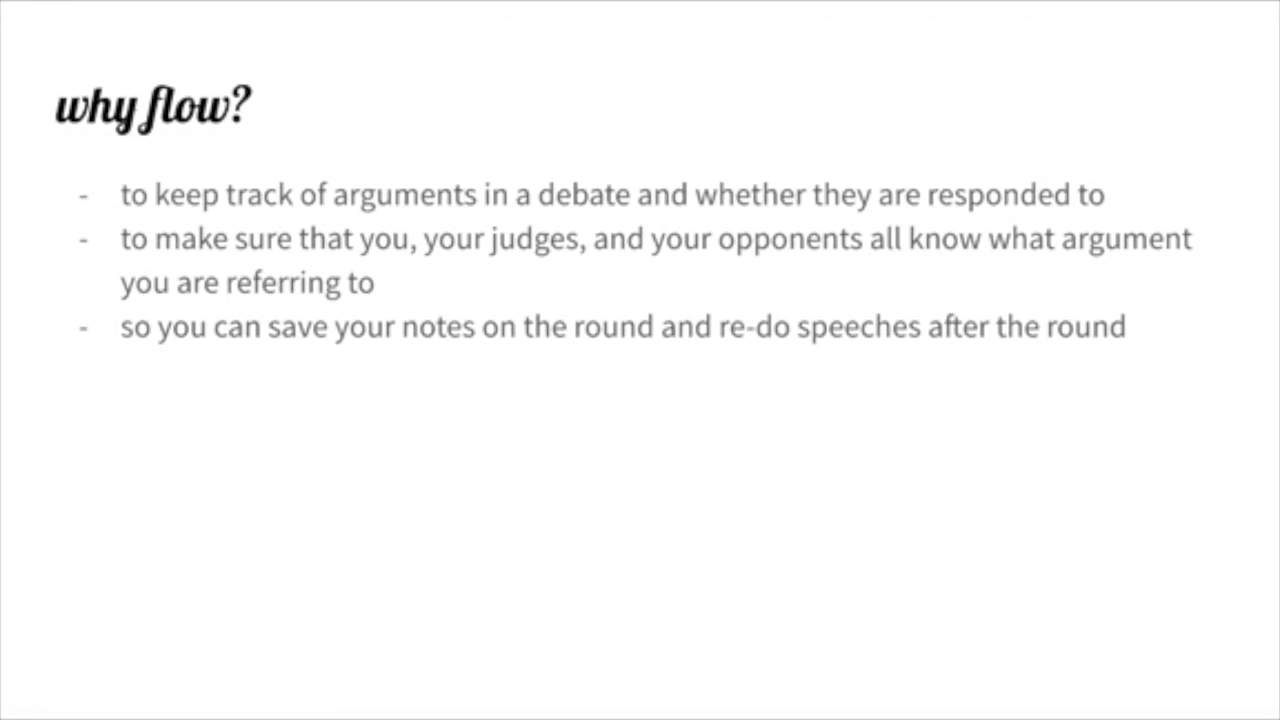 why flow?
- to keep track of arguments in a debate and whether they are responded to
- to make sure that you, your judges, and your opponents all know what argument
you are referring to
- so you can save your notes on the round and re-do speeches after the round